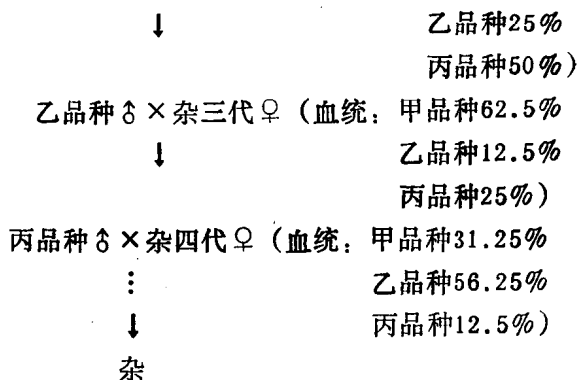 ↓ 乙品种25%
丙品种50%)
乙品种♂×杂三代♀(血统:甲品种62.5%
↓ 乙品种12.5%
丙品种25%)
丙品种♂×杂四代♀(血统:甲品种31.25%
⋮ 乙品种56.25%
↓ 丙品种12.5%)
杂